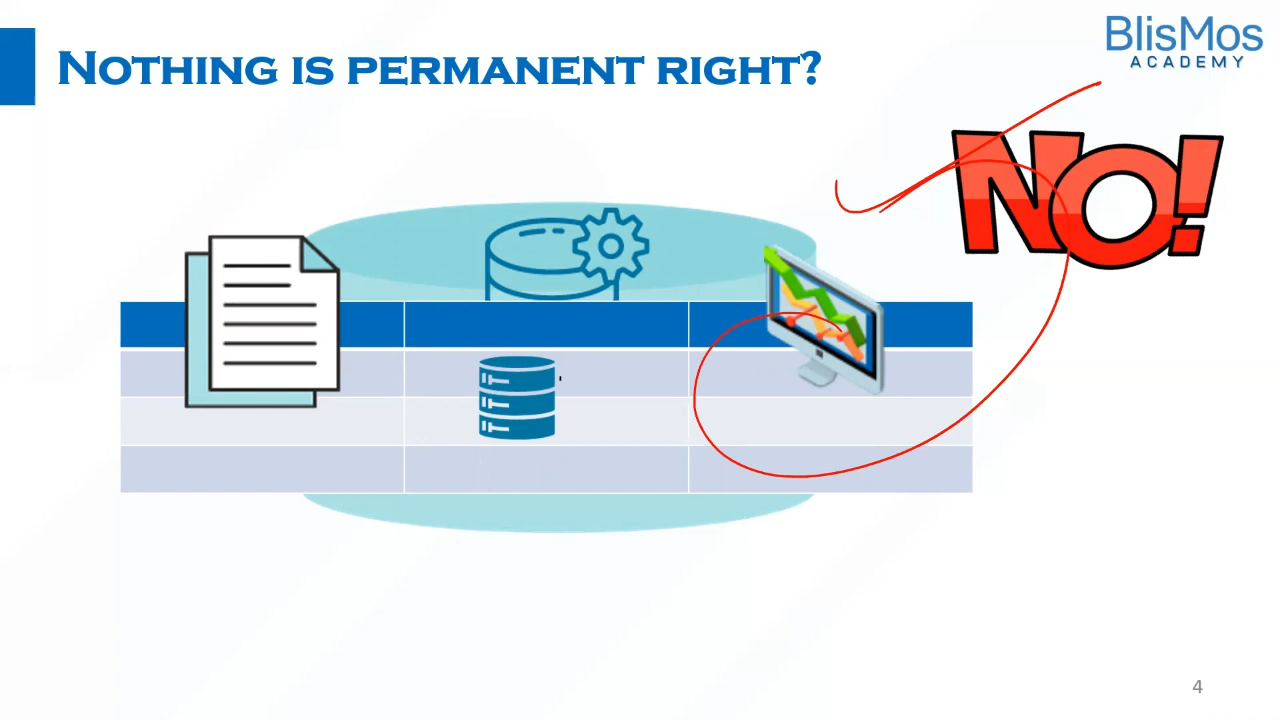 NOTHING IS PERMANENT RIGHT?
BlisMos
ACADEMY
NO!
4